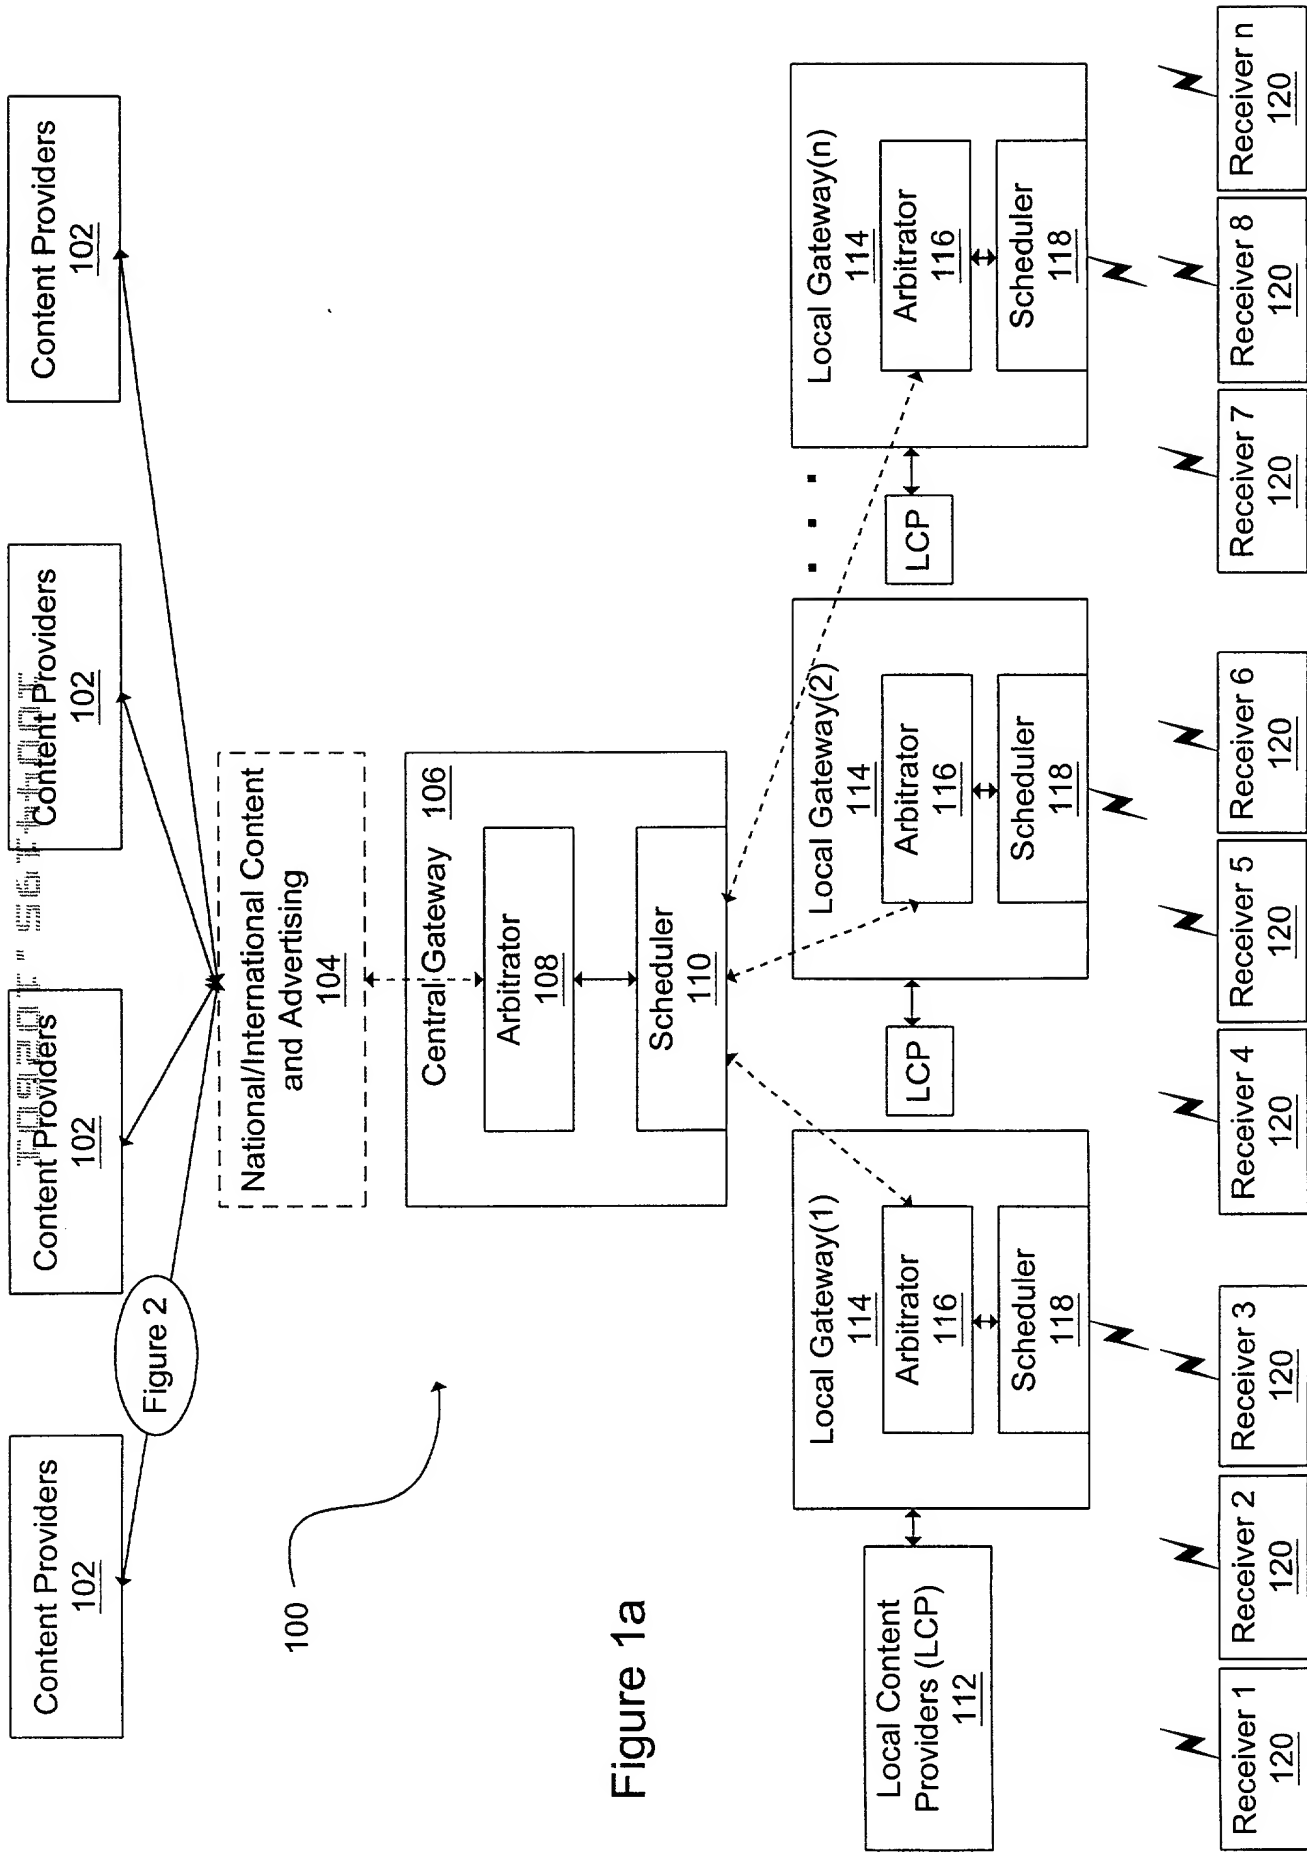 Content Providers
102
Content Providers
102
Content Providers
102
Content Providers
102
Figure 2
National/International Content
and Advertising
104
100
Central Gateway 106
Arbitrator
108
Scheduler
110
Figure 1a
Local Content
Providers (LCP)
112
Local Gateway(1)
114
Arbitrator
116
Scheduler
118
LCP
Local Gateway(2)
114
Arbitrator
116
Scheduler
118
LCP
. . .
Local Gateway(n)
114
Arbitrator
116
Scheduler
118
Receiver 1
120
Receiver 2
120
Receiver 3
120
Receiver 4
120
Receiver 5
120
Receiver 6
120
Receiver 7
120
Receiver 8
120
Receiver n
120